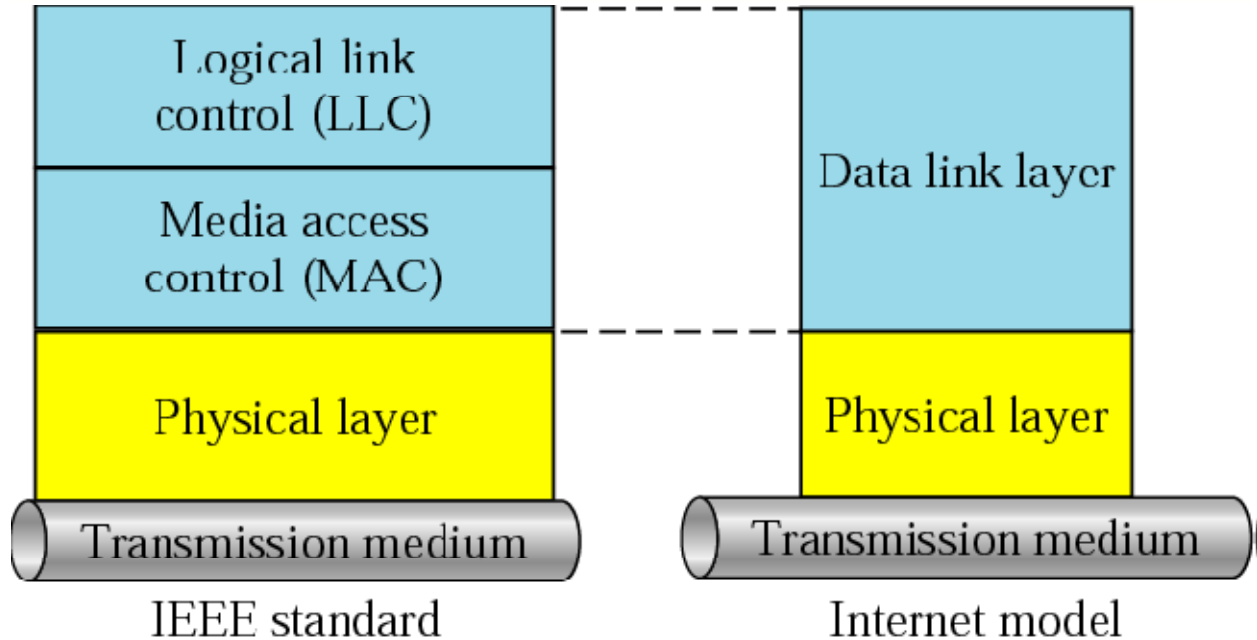 Logical link
control (LLC)
Media access
control (MAC)
Physical layer
Transmission medium
IEEE standard
Data link layer
Physical layer
Transmission medium
Internet model